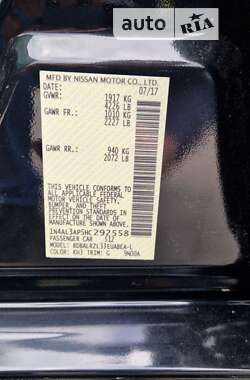 auto RIA
MFD BY NISSAN MOTOR CO., LTD.
DATE: 07/17
GVWR: 1917 KG
4226 LB
GAWR FR: 1010 KG
2227 LB
GAWR RR: 940 KG
2072 LB
THIS VEHICLE CONFORMS TO ALL
APPLICABLE FEDERAL MOTOR
VEHICLE SAFETY, BUMPER, AND
THEFT PREVENTION STANDARDS
IN EFFECT ON THE DATE OF
MANUFACTURE SHOWN ABOVE.
1N4AL3AP5HC292558
PASSENGER CAR
MODEL:
COLOR: KH3 TRIM: G